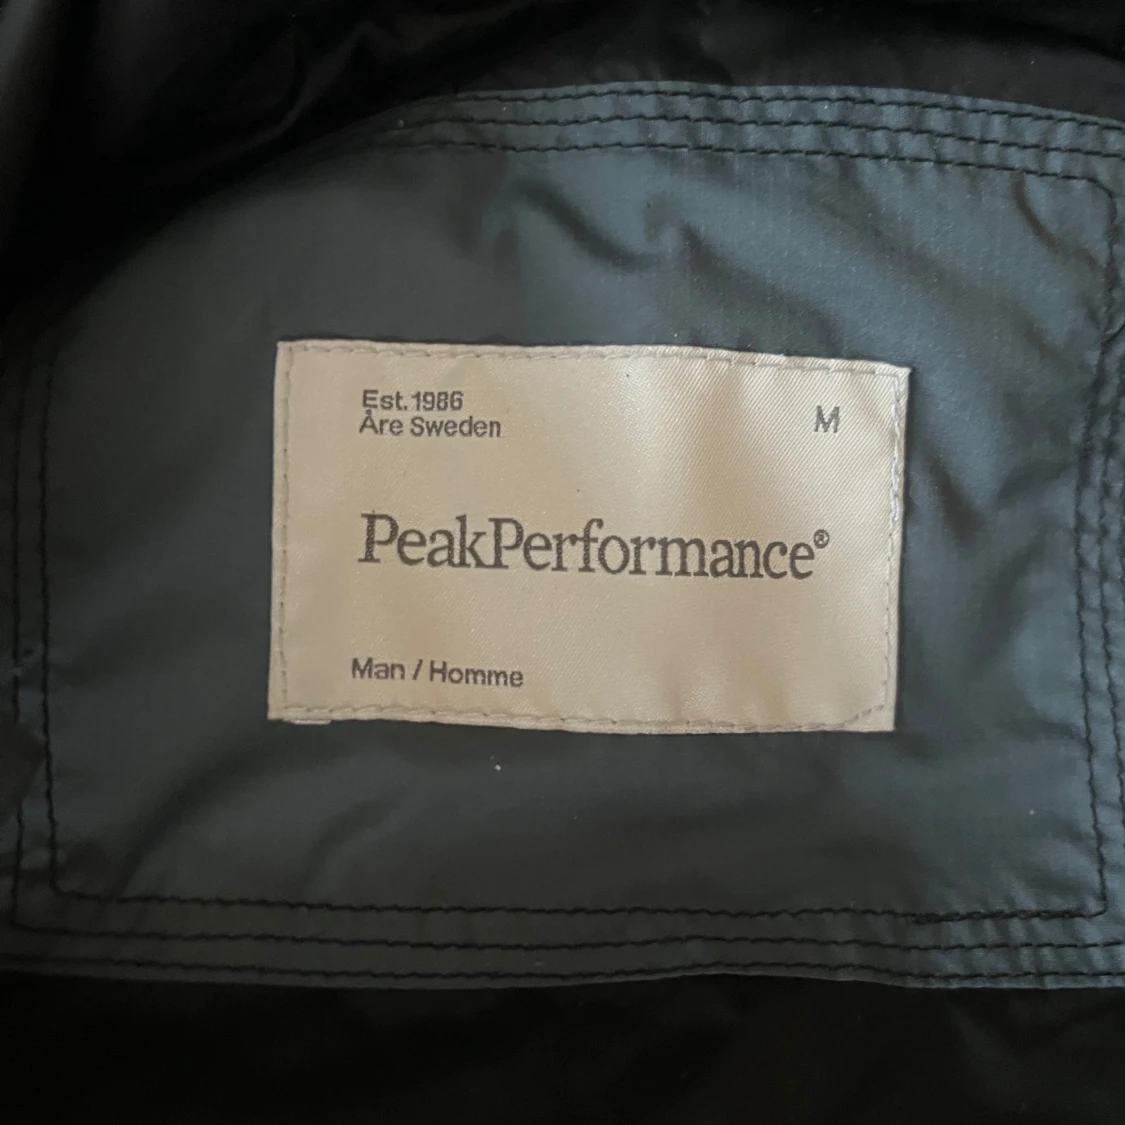 Est. 1986
Åre Sweden
M
PeakPerformance®
Man / Homme